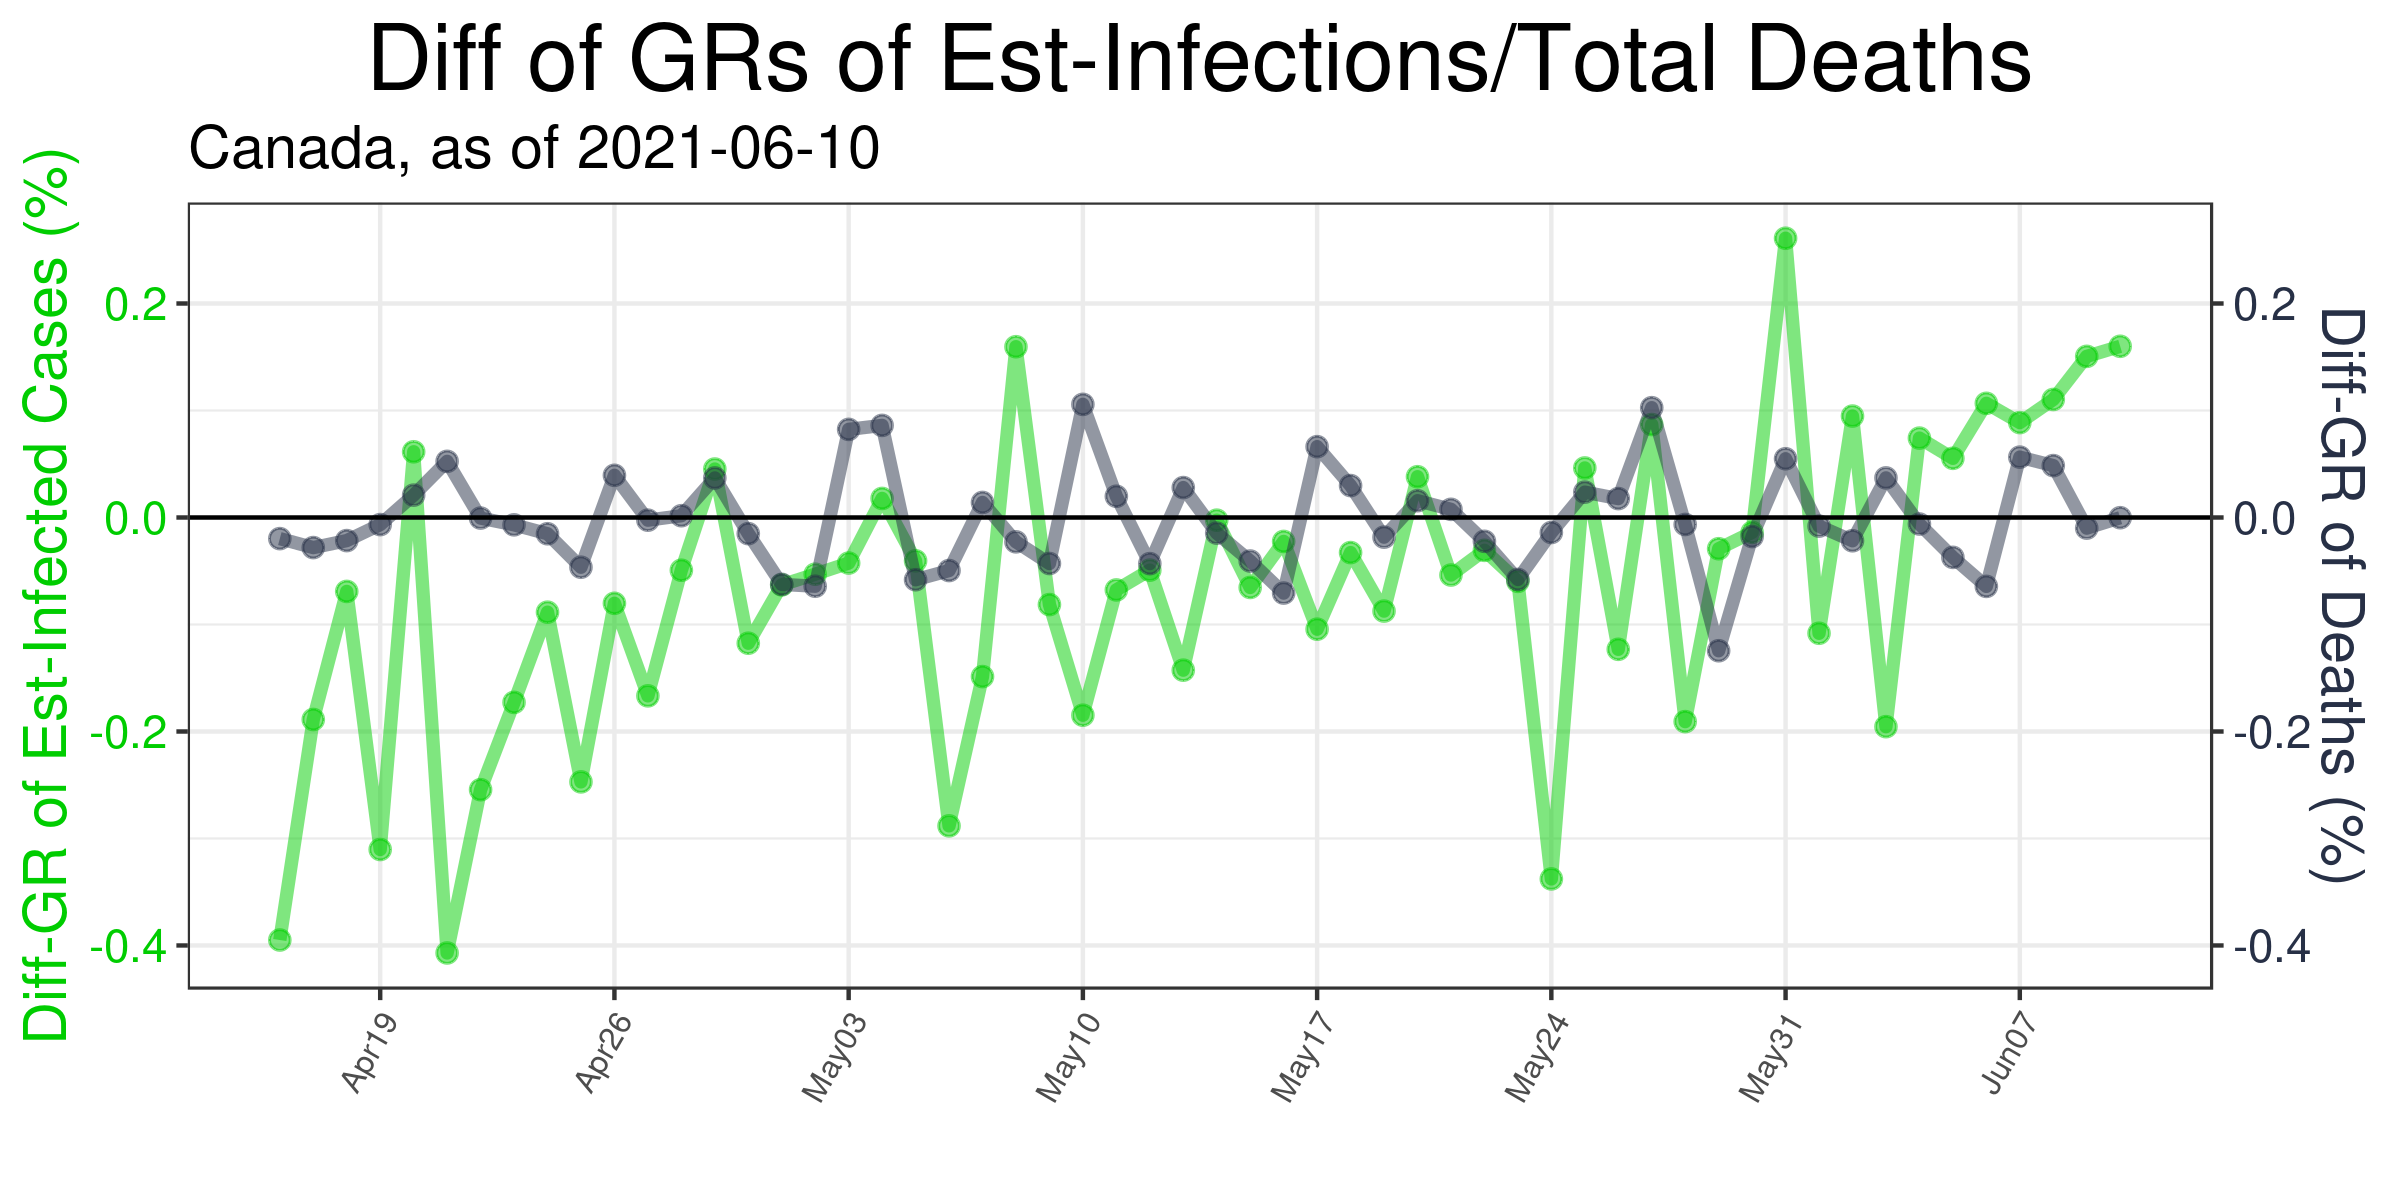 Diff of GRs of Est-Infections/Total Deaths
Canada, as of 2021-06-10
Diff-GR of Est-Infected Cases (%)
0.2
0.0
-0.2
-0.4
0.2
0.0
-0.2
-0.4
Diff-GR of Deaths (%)
Apr19
Apr26
May03
May10
May17
May24
May31
Jun07